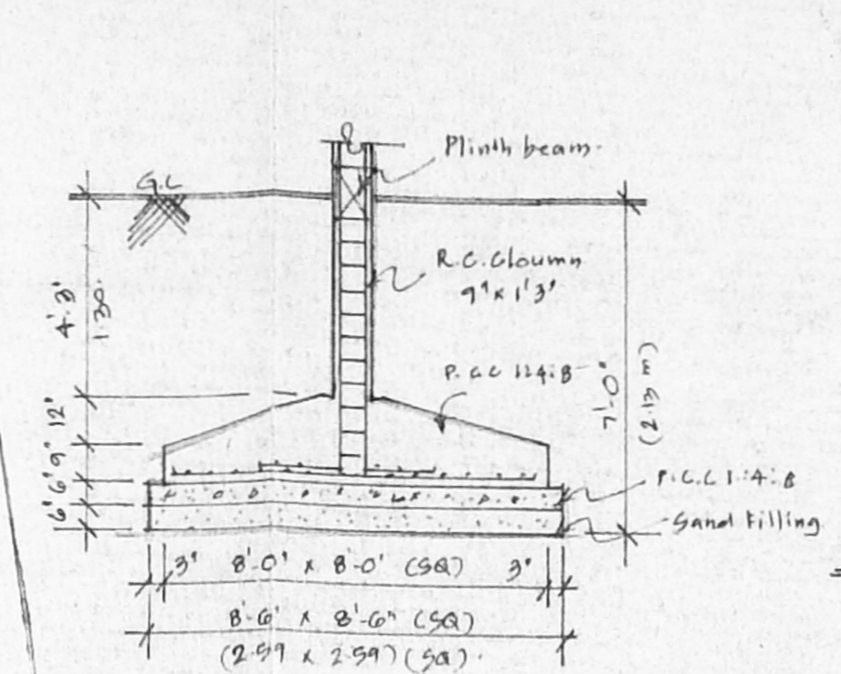 Plinth beam.
G.L
R.C. Cloumn
9" x 1'3"
4'.3'
1.30.
P.C.C 1:4:8
7'-0"
(2.13 m)
12'
9'
6'
6'
P.C.C 1:4:8
Sand Filling
3' 8'-0' x 8'-0' (SQ) 3'
8'-6' x 8'-6" (SQ)
(2.59 x 2.59) (SQ).